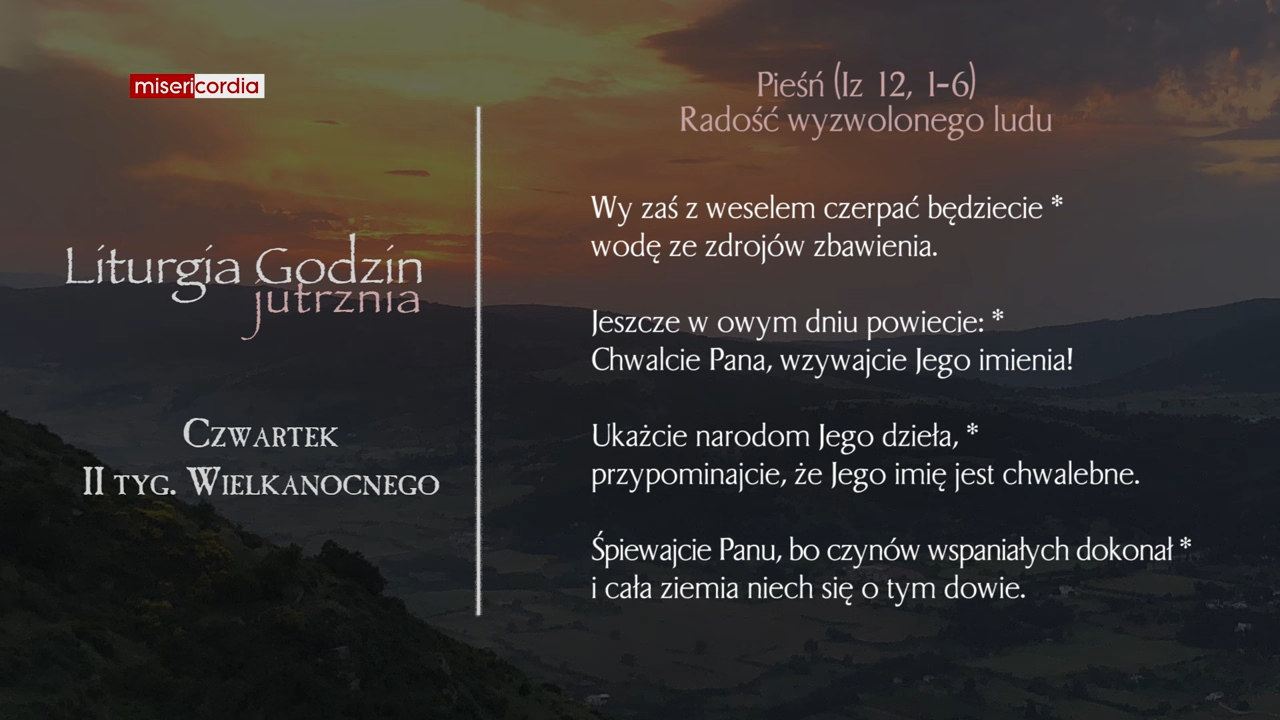 misericordia
Liturgia Godzin
jutrznia
Czwartek
II tyg. Wielkanocnego
Pieśń (Iz 12, 1-6)
Radość wyzwolonego ludu
Wy zaś z weselem czerpać będziecie *
wodę ze zdrojów zbawienia.
Jeszcze w owym dniu powiecie: *
Chwalcie Pana, wzywajcie Jego imienia!
Ukażcie narodom Jego dzieła, *
przypominajcie, że Jego imię jest chwalebne.
Śpiewajcie Panu, bo czynów wspaniałych dokonał *
i cała ziemia niech się o tym dowie.